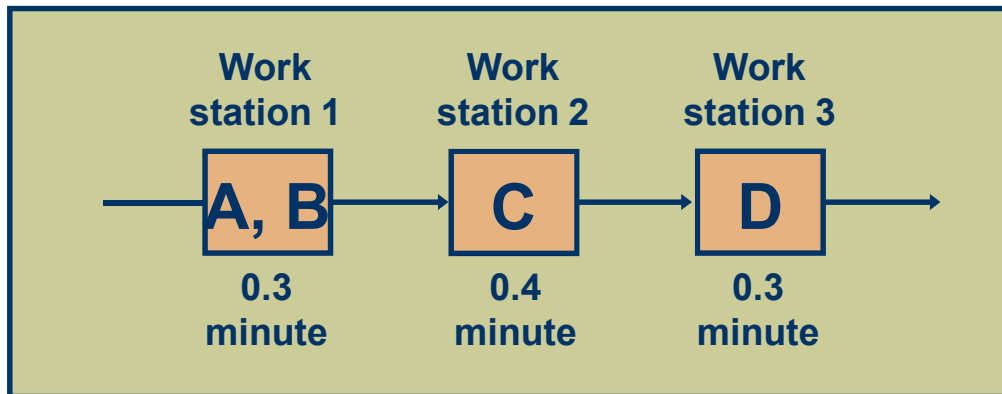 Work
station 1
Work
station 2
Work
station 3
A, B
C
D
0.3
minute
0.4
minute
0.3
minute